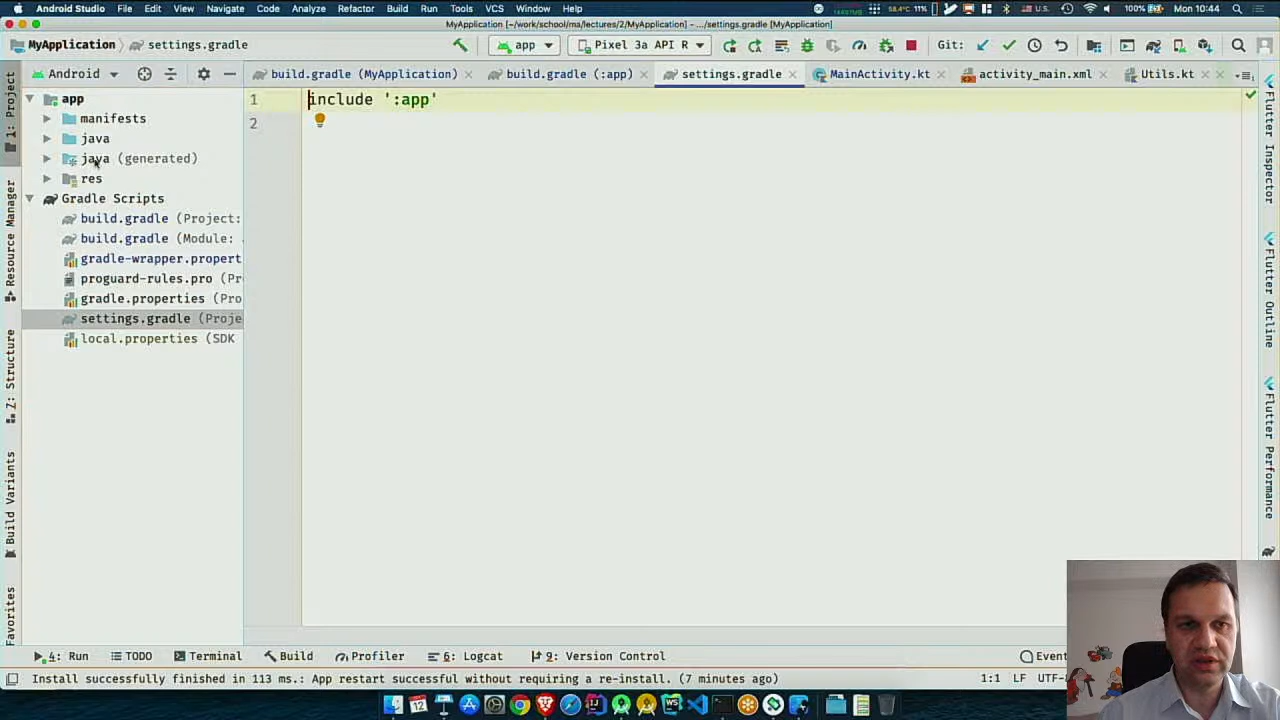 Android Studio File Edit View Navigate Code Analyze Refactor Build Run Tools VCS Window Help 58.4°C 11% U.S. 100% Mon 10:44
MyApplication [~/work/school/ma/lectures/2/MyApplication] – .../settings.gradle [MyApplication]
MyApplication settings.gradle app Pixel 3a API R Git:
Android build.gradle (MyApplication) build.gradle (:app) settings.gradle MainActivity.kt activity_main.xml Utils.kt
1: Project
Resource Manager
Z: Structure
Build Variants
Favorites
app
manifests
java
java (generated)
res
Gradle Scripts
build.gradle (Project:
build.gradle (Module:
gradle-wrapper.propert
proguard-rules.pro (Pr
gradle.properties (Pro
settings.gradle (Proje
local.properties (SDK
1 include ':app'
2
Flutter Inspector
Flutter Outline
Flutter Performance
4: Run TODO Terminal Build Profiler 6: Logcat 9: Version Control Event
Install successfully finished in 113 ms.: App restart successful without requiring a re-install. (7 minutes ago) 1:1 LF UTF-